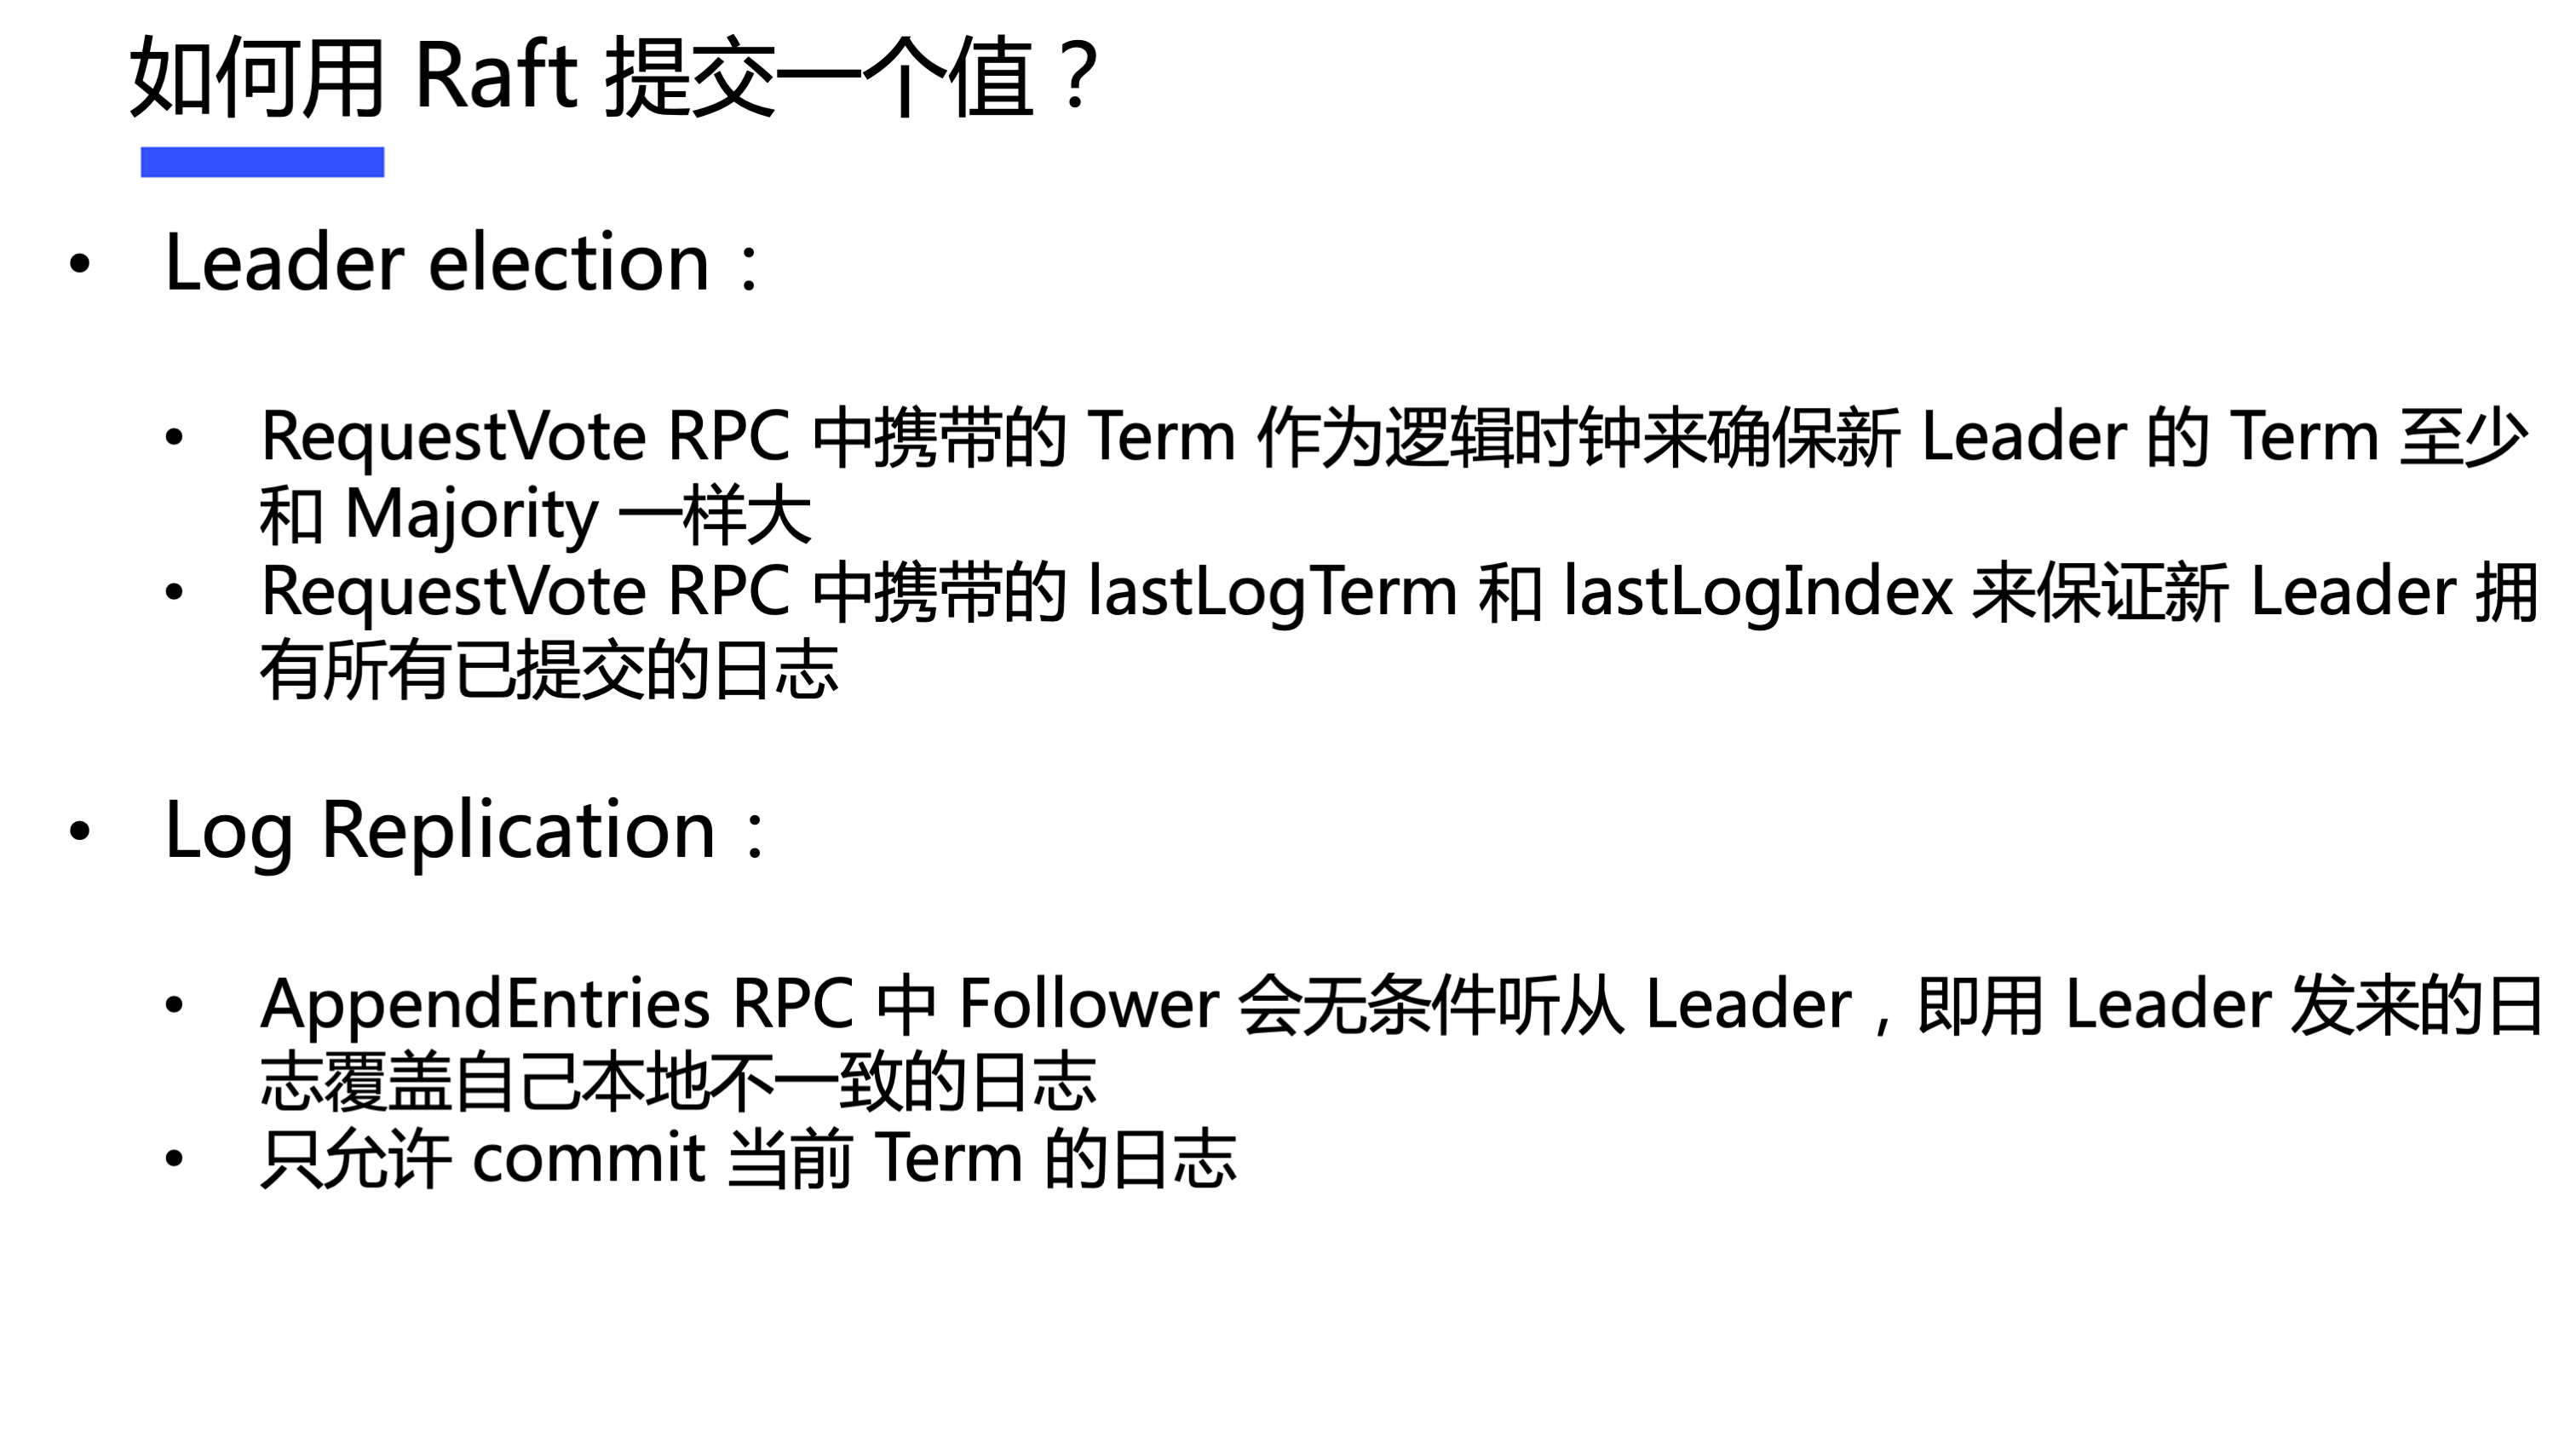 如何用 Raft 提交一个值？
• Leader election：
• RequestVote RPC 中携带的 Term 作为逻辑时钟来确保新 Leader 的 Term 至少
和 Majority 一样大
• RequestVote RPC 中携带的 lastLogTerm 和 lastLogIndex 来保证新 Leader 拥
有所有已提交的日志
• Log Replication：
• AppendEntries RPC 中 Follower 会无条件听从 Leader，即用 Leader 发来的日
志覆盖自己本地不一致的日志
• 只允许 commit 当前 Term 的日志